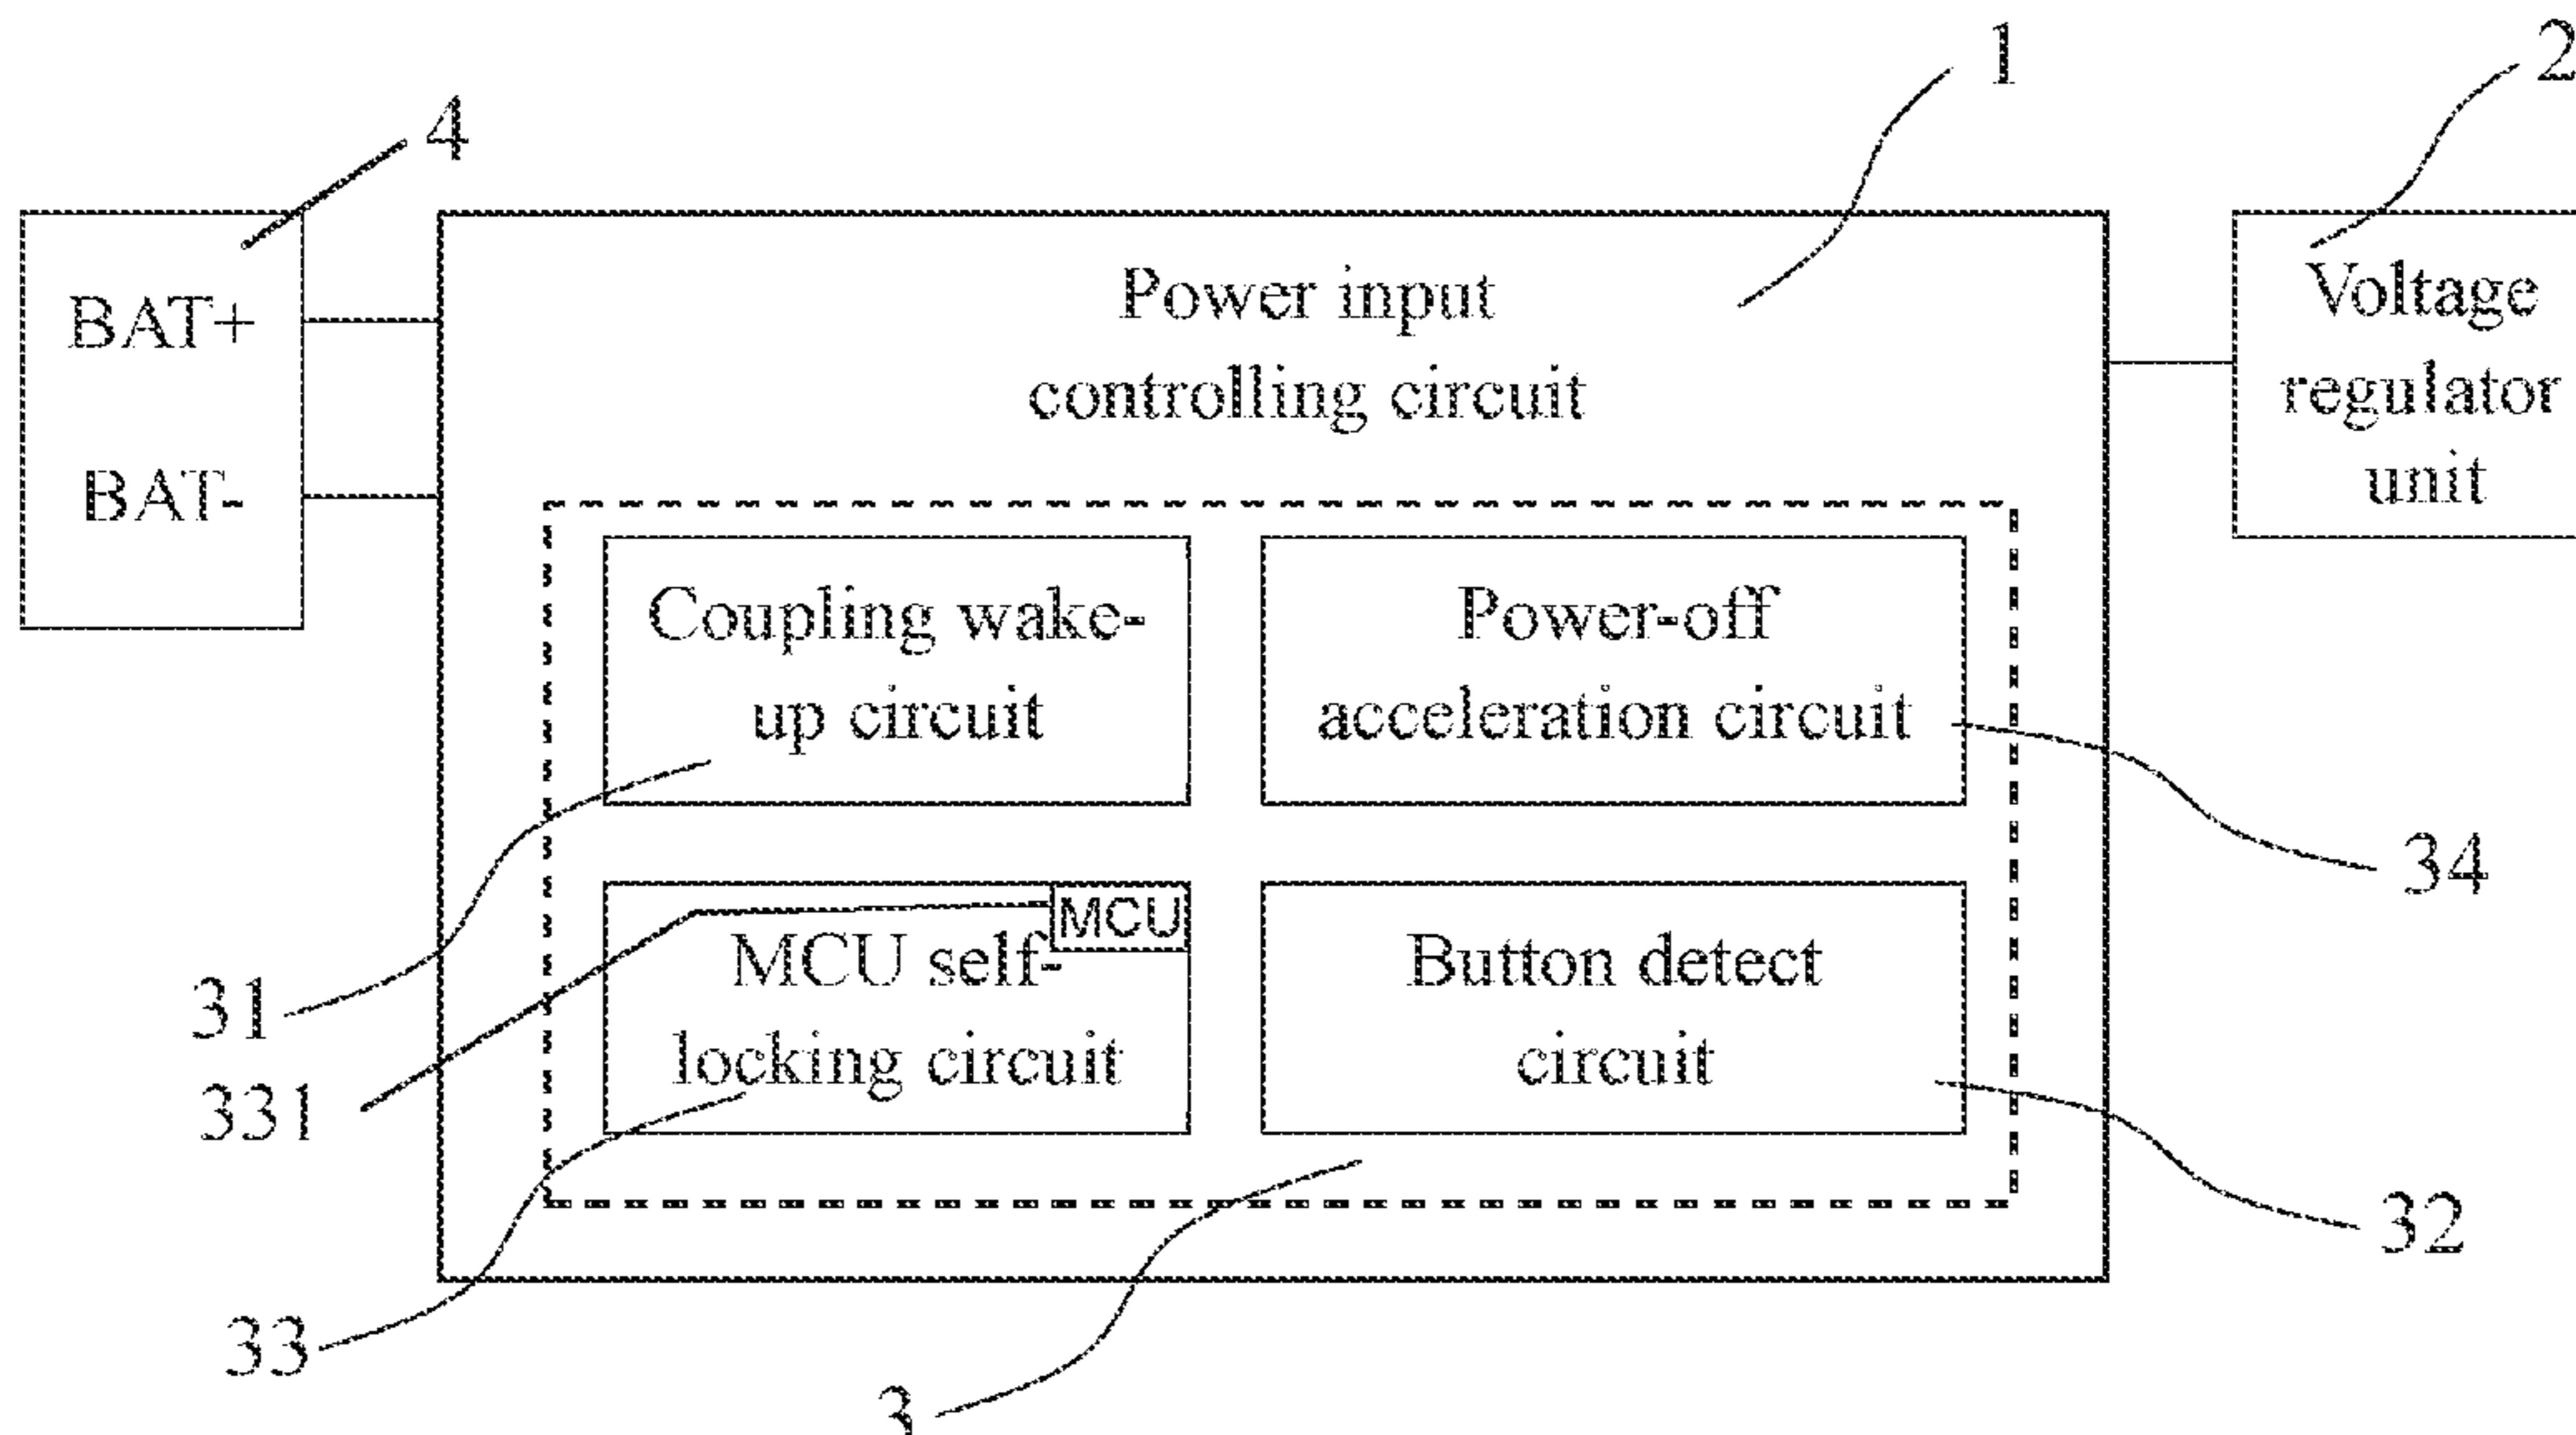 1
2
4
BAT+
BAT-
Power input
controlling circuit
Voltage
regulator
unit
Coupling wake-
up circuit
Power-off
acceleration circuit
34
MCU
MCU self-
locking circuit
Button detect
circuit
31
331
32
33
3